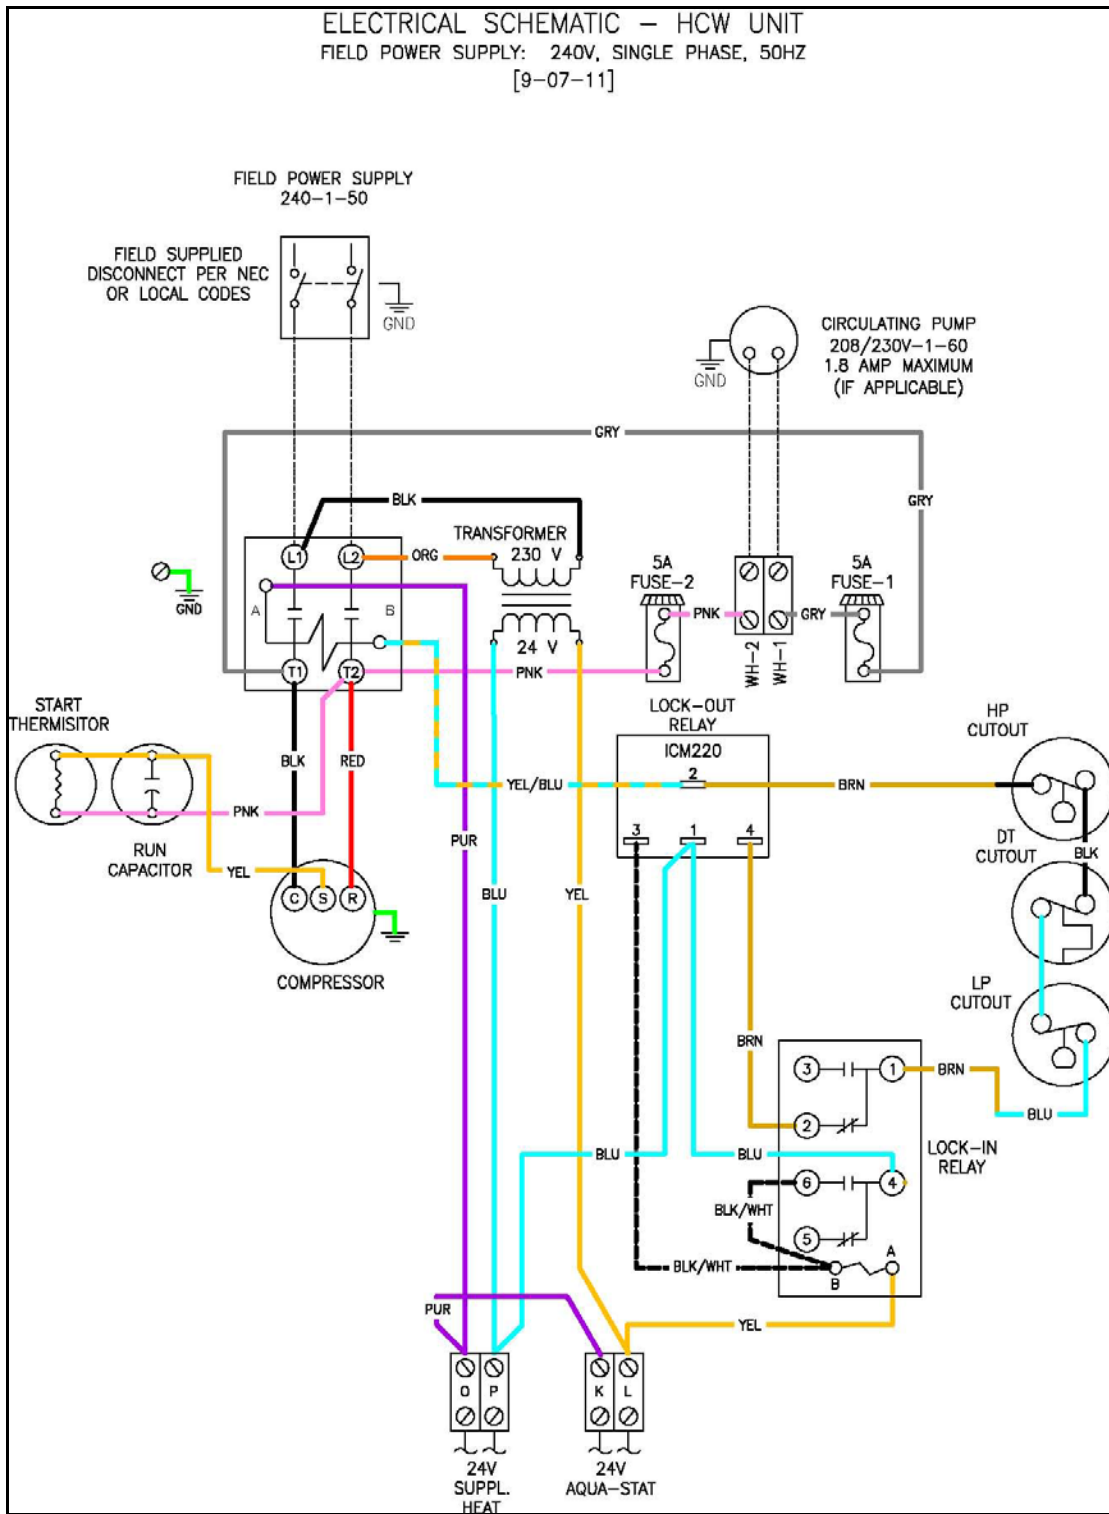 ELECTRICAL SCHEMATIC – HCW UNIT
FIELD POWER SUPPLY: 240V, SINGLE PHASE, 50HZ
[9-07-11]
FIELD POWER SUPPLY
240-1-50
FIELD SUPPLIED
DISCONNECT PER NEC
OR LOCAL CODES
GND
CIRCULATING PUMP
208/230V-1-60
1.8 AMP MAXIMUM
(IF APPLICABLE)
GND
GRY
GRY
BLK
TRANSFORMER
230 V
ORG
L1
L2
GND
A
B
24 V
5A
FUSE-2
5A
FUSE-1
PNK
GRY
WH-2
WH-1
T1
T2
PNK
START
THERMISITOR
LOCK-OUT
RELAY
ICM220
HP
CUTOUT
BLK
RED
2
YEL/BLU
BRN
PNK
3
1
4
PUR
RUN
CAPACITOR
YEL
DT
CUTOUT
BLK
C
S
R
BLU
YEL
COMPRESSOR
LP
CUTOUT
BRN
3
1
BRN
BLU
2
LOCK-IN
RELAY
BLU
BLU
6
4
BLK/WHT
5
A
BLK/WHT
B
PUR
YEL
O
P
K
L
24V
SUPPL.
HEAT
24V
AQUA-STAT